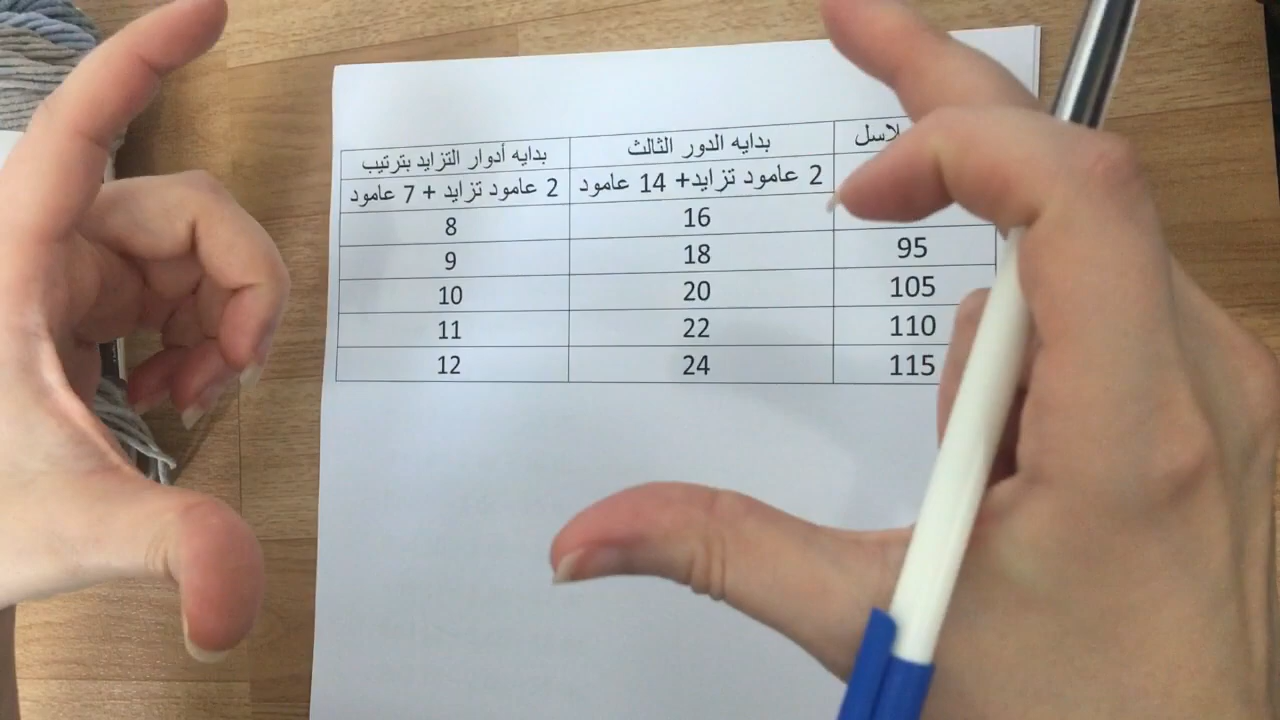 بدايه الدور الثالث بدايه أدوار التزايد بترتيب
2 عامود تزايد+ 14 عامود 2 عامود تزايد + 7 عامود
16 8
95 18 9
105 20 10
110 22 11
115 24 12